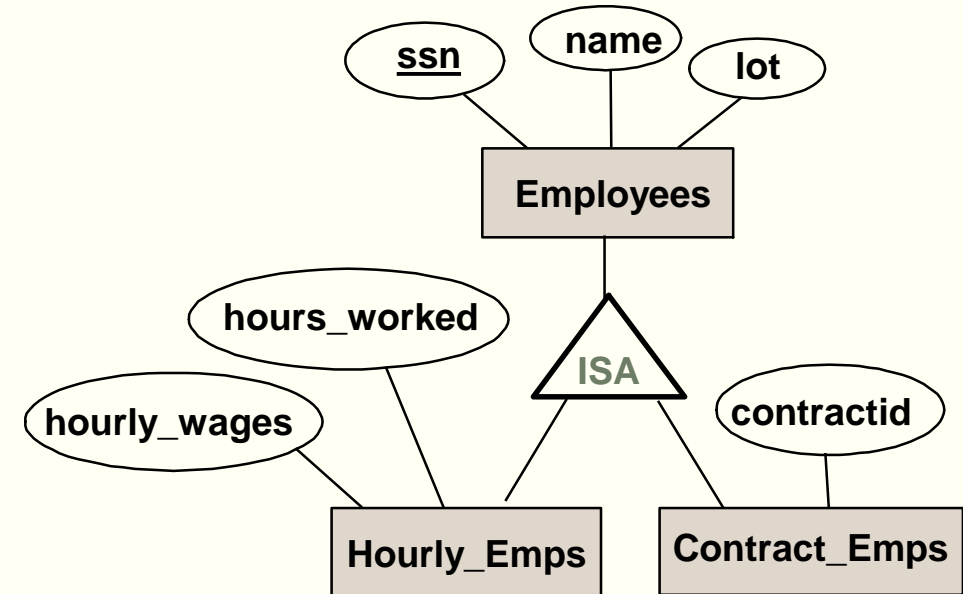 ssn
name
lot
Employees
hours_worked
ISA
hourly_wages
contractid
Hourly_Emps
Contract_Emps